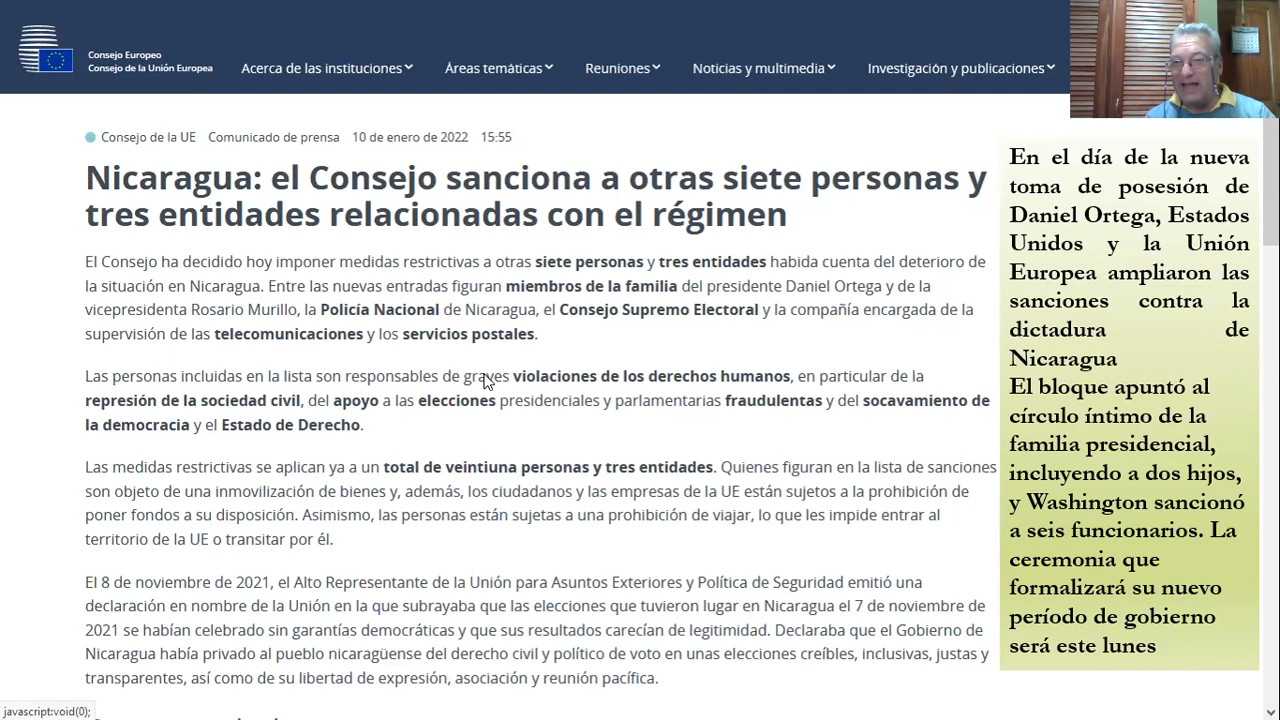 Consejo Europeo
Consejo de la Unión Europea
Acerca de las instituciones
Áreas temáticas
Reuniones
Noticias y multimedia
Investigación y publicaciones
Consejo de la UE Comunicado de prensa 10 de enero de 2022 15:55
Nicaragua: el Consejo sanciona a otras siete personas y
tres entidades relacionadas con el régimen
El Consejo ha decidido hoy imponer medidas restrictivas a otras siete personas y tres entidades habida cuenta del deterioro de
la situación en Nicaragua. Entre las nuevas entradas figuran miembros de la familia del presidente Daniel Ortega y de la
vicepresidenta Rosario Murillo, la Policía Nacional de Nicaragua, el Consejo Supremo Electoral y la compañía encargada de la
supervisión de las telecomunicaciones y los servicios postales.
Las personas incluidas en la lista son responsables de graves violaciones de los derechos humanos, en particular de la
represión de la sociedad civil, del apoyo a las elecciones presidenciales y parlamentarias fraudulentas y del socavamiento de
la democracia y el Estado de Derecho.
Las medidas restrictivas se aplican ya a un total de veintiuna personas y tres entidades. Quienes figuran en la lista de sanciones
son objeto de una inmovilización de bienes y, además, los ciudadanos y las empresas de la UE están sujetos a la prohibición de
poner fondos a su disposición. Asimismo, las personas están sujetas a una prohibición de viajar, lo que les impide entrar al
territorio de la UE o transitar por él.
El 8 de noviembre de 2021, el Alto Representante de la Unión para Asuntos Exteriores y Política de Seguridad emitió una
declaración en nombre de la Unión en la que subrayaba que las elecciones que tuvieron lugar en Nicaragua el 7 de noviembre de
2021 se habían celebrado sin garantías democráticas y que sus resultados carecían de legitimidad. Declaraba que el Gobierno de
Nicaragua había privado al pueblo nicaragüense del derecho civil y político de voto en unas elecciones creíbles, inclusivas, justas y
transparentes, así como de su libertad de expresión, asociación y reunión pacífica.
En el día de la nueva
toma de posesión de
Daniel Ortega, Estados
Unidos y la Unión
Europea ampliaron las
sanciones contra la
dictadura de
Nicaragua
El bloque apuntó al
círculo íntimo de la
familia presidencial,
incluyendo a dos hijos,
y Washington sancionó
a seis funcionarios. La
ceremonia que
formalizará su nuevo
período de gobierno
será este lunes
javascript:void(0);